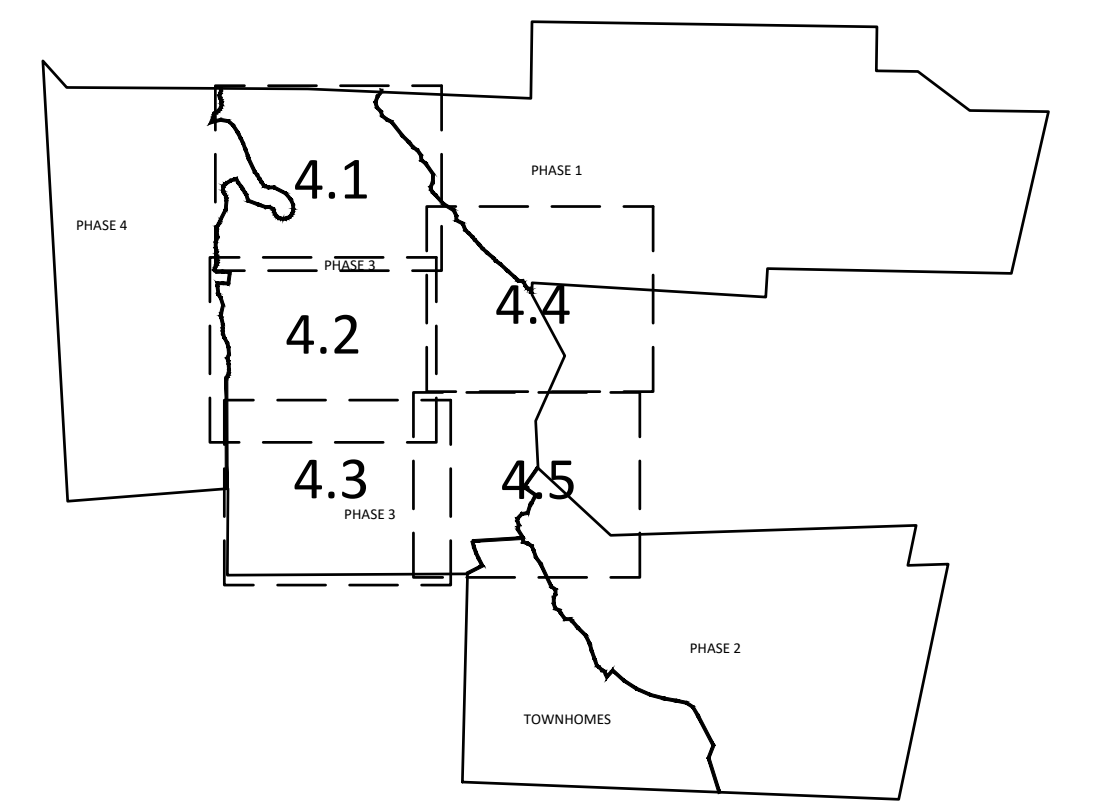 PHASE 1
4.1
PHASE 4
PHASE 3
4.4
4.2
4.3
4.5
PHASE 3
PHASE 2
TOWNHOMES